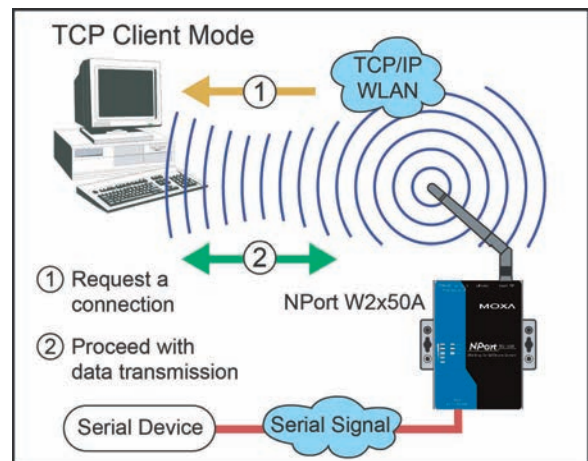 TCP Client Mode
TCP/IP
WLAN
1
2
1 Request a
connection
NPort W2x50A
MOXA
NPort
2 Proceed with
data transmission
Serial Device
Serial Signal